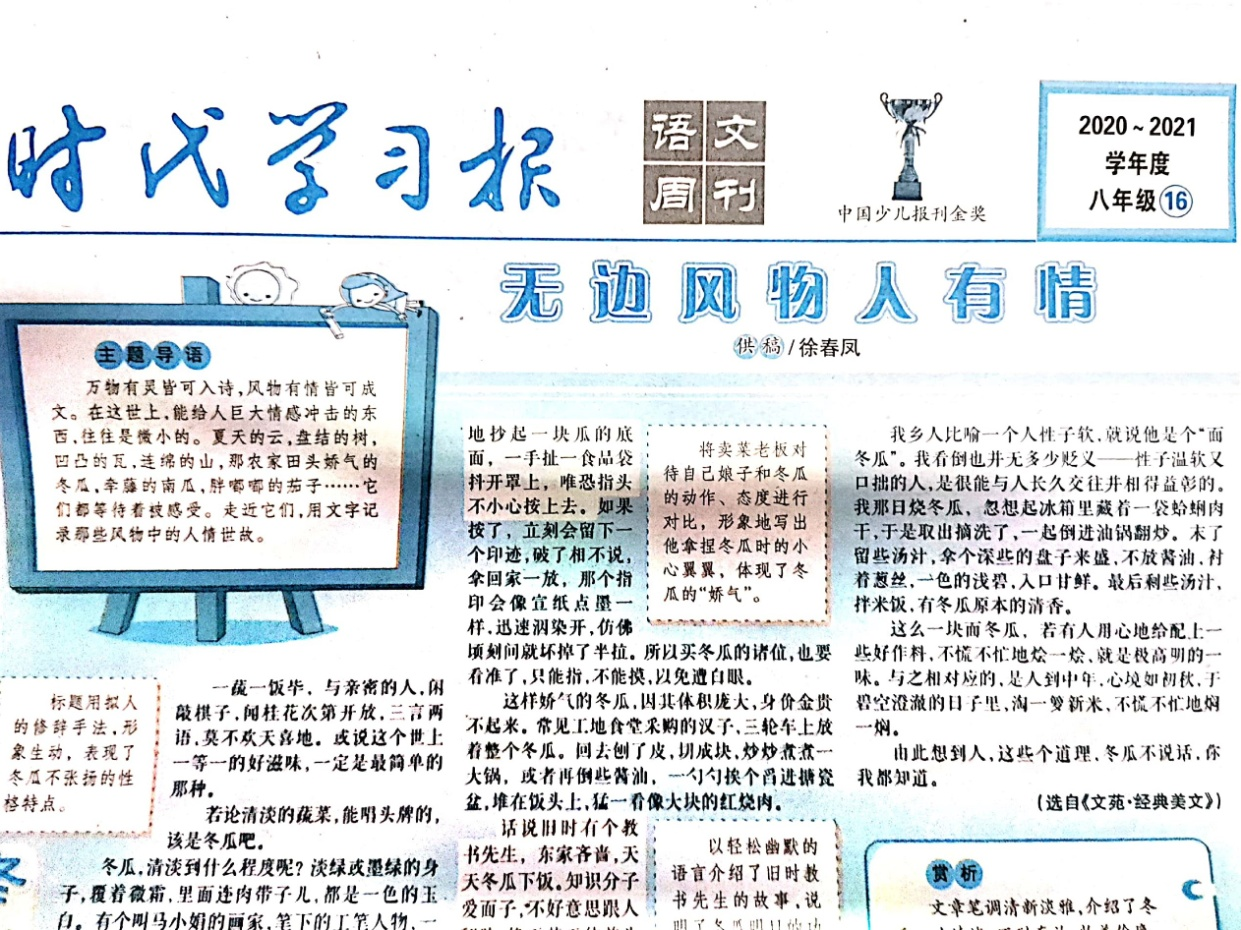 时代学习报
语文
周刊
中国少儿报刊金奖
2020~2021
学年度
八年级⑯
无边风物人有情
供稿/徐春凤
主题导语
万物有灵皆可入诗,风物有情皆可成
文。在这世上,能给人巨大情感冲击的东
西,往往是微小的。夏天的云,盘结的树,
凹凸的瓦,连绵的山,那农家田头娇气的
冬瓜,牵藤的南瓜,胖嘟嘟的茄子……它
们都等待着被感受。走近它们,用文字记
录那些风物中的人情世故。
标题用拟人
的修辞手法,形
象生动,表现了
冬瓜不张扬的性
格特点。
一蔬一饭毕,与亲密的人,闲
敲棋子,闻桂花次第开放,三言两
语,莫不欢天喜地。或说这个世上
一等一的好滋味,一定是最简单的
那种。
若论清淡的蔬菜,能唱头牌的,
该是冬瓜吧。
冬瓜,清淡到什么程度呢?淡绿或墨绿的身
子,覆着微霜,里面连肉带子儿,都是一色的玉
白。有个叫马小娟的画家,笔下的工笔人物,一
地抄起一块瓜的底
面,一手扯一食品袋
抖开罩上,唯恐指头
不小心按上去。如果
按了,立刻会留下一
个印迹,破了相不说,
拿回家一放,那个指
印会像宣纸点墨一
样,迅速洇染开,仿佛
顷刻间就坏掉了半拉。所以买冬瓜的诸位,也要
看准了,只能指,不能摸,以免遭白眼。
这样娇气的冬瓜,因其体积庞大,身价金贵
不起来。常见工地食堂采购的汉子,三轮车上放
着整个冬瓜。回去刨了皮,切成块,炒炒煮煮一
大锅,或者再倒些酱油,一勺勺挨个舀进搪瓷
盆,堆在饭头上,猛一看像大块的红烧肉。
话说旧时有个教
书先生,东家吝啬,天
天冬瓜下饭。知识分子
爱面子,不好意思跟人
将卖菜老板对
待自己娘子和冬瓜
的动作、态度进行
对比,形象地写出
他拿捏冬瓜时的小
心翼翼,体现了冬
瓜的“娇气”。
以轻松幽默的
语言介绍了旧时教
书先生的故事,说
我乡人比喻一个人性子软,就说他是个“面
冬瓜”。我看倒也并无多少贬义——性子温软又
口拙的人,是很能与人长久交往并相得益彰的。
我那日烧冬瓜,忽想起冰箱里藏着一袋蛤蜊肉
干,于是取出摘洗了,一起倒进油锅翻炒。末了
留些汤汁,拿个深些的盘子来盛,不放酱油,衬
着葱丝,一色的浅碧,入口甘鲜。最后剩些汤汁,
拌米饭,有冬瓜原本的清香。
这么一块面冬瓜,若有人用心地给配上一
些好作料,不慌不忙地烩一烩,就是极高明的一
味。与之相对应的,是人到中年,心境如初秋,于
碧空澄澈的日子里,淘一箩新米,不慌不忙地焖
一焖。
由此想到人,这些个道理,冬瓜不说话,你
我都知道。
(选自《文苑·经典美文》)
赏析
文章笔调清新淡雅,介绍了冬